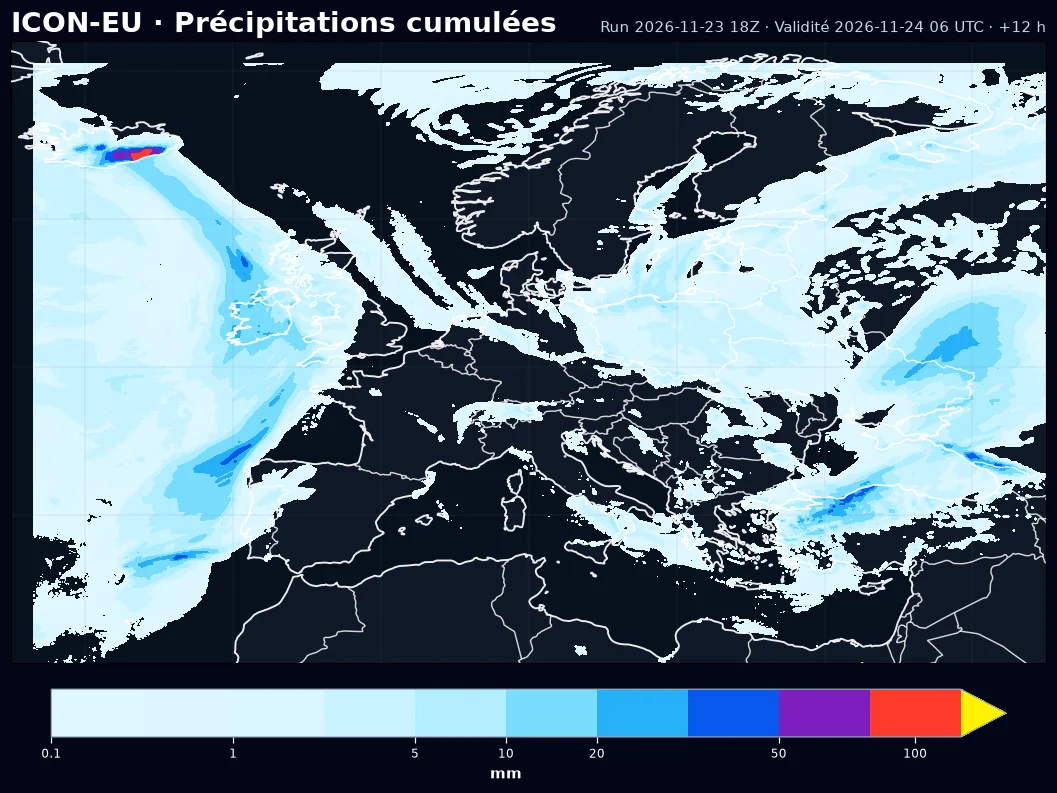 ICON-EU · Précipitations cumulées
Run 2026-11-23 18Z · Validité 2026-11-24 06 UTC · +12 h
0.1 1 5 10 20 50 100
mm